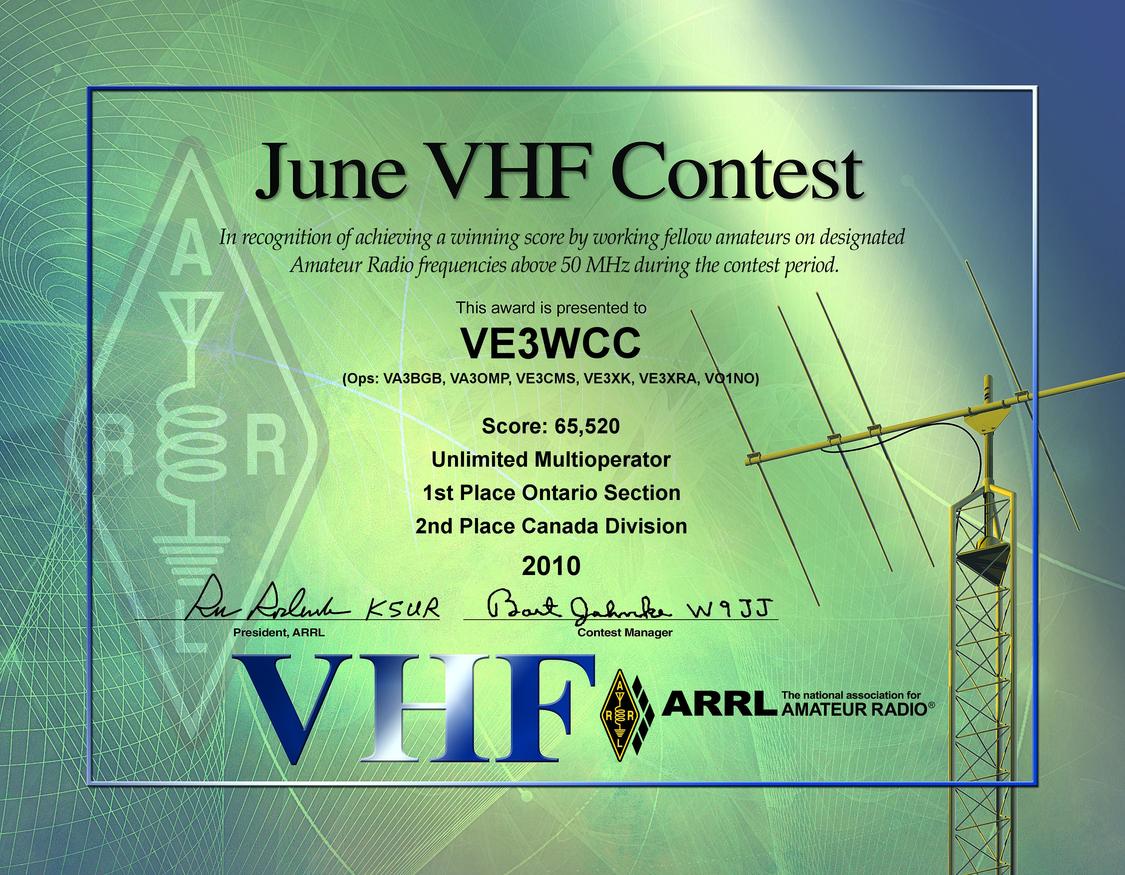 June VHF Contest
In recognition of achieving a winning score by working fellow amateurs on designated
Amateur Radio frequencies above 50 MHz during the contest period.
This award is presented to
VE3WCC
(Ops: VA3BGB, VA3OMP, VE3CMS, VE3XK, VE3XRA, VO1NO)
Score: 65,520
Unlimited Multioperator
1st Place Ontario Section
2nd Place Canada Division
2010
K5UR
Bart Jahnke W9JJ
President, ARRL
Contest Manager
A
R R
L
VHF
A
R R
L
ARRL
The national association for
AMATEUR RADIO®